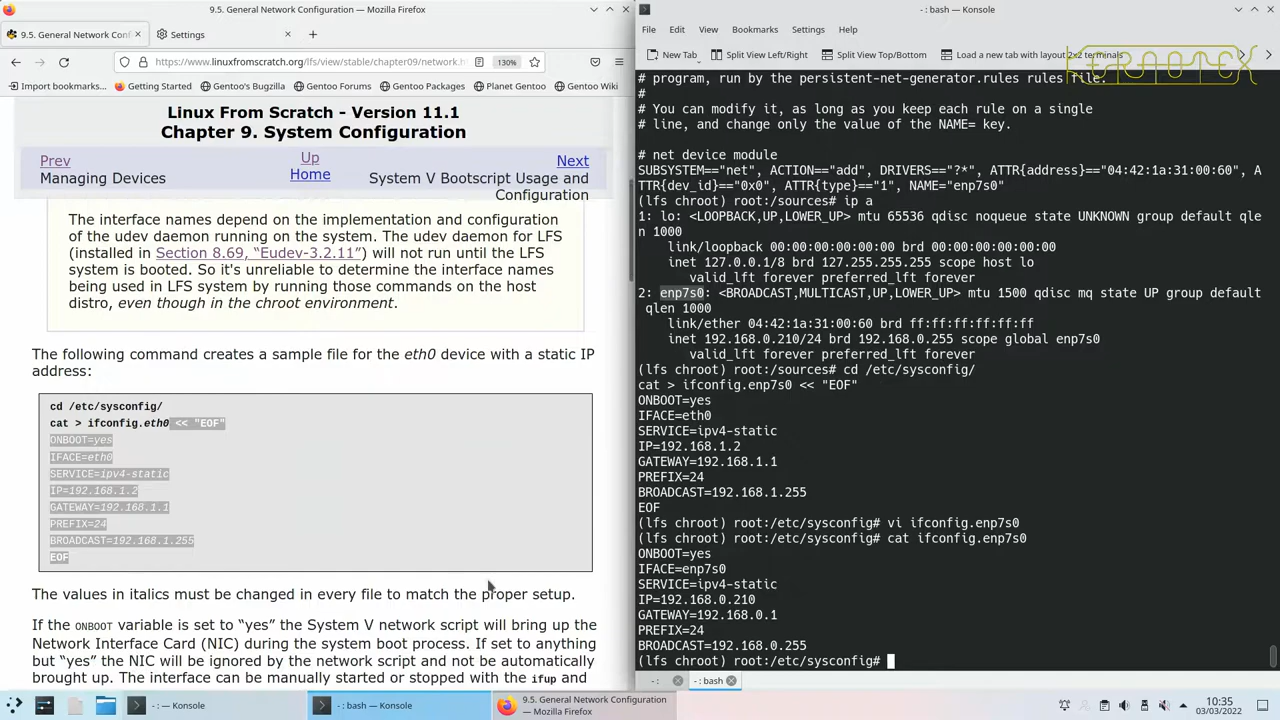 9.5. General Network Configuration — Mozilla Firefox
9.5. General Network Conf
Settings
https://www.linuxfromscratch.org/lfs/view/stable/chapter09/network.h
130%
Import bookmarks...
Getting Started
Gentoo's Bugzilla
Gentoo Forums
Gentoo Packages
Planet Gentoo
Gentoo Wiki
Linux From Scratch - Version 11.1
Chapter 9. System Configuration
Prev
Managing Devices
Up
Home
Next
System V Bootscript Usage and
Configuration
The interface names depend on the implementation and configuration
of the udev daemon running on the system. The udev daemon for LFS
(installed in Section 8.69, “Eudev-3.2.11”) will not run until the LFS
system is booted. So it's unreliable to determine the interface names
being used in LFS system by running those commands on the host
distro, even though in the chroot environment.
The following command creates a sample file for the eth0 device with a static IP
address:
cd /etc/sysconfig/
cat > ifconfig.eth0 << "EOF"
ONBOOT=yes
IFACE=eth0
SERVICE=ipv4-static
IP=192.168.1.2
GATEWAY=192.168.1.1
PREFIX=24
BROADCAST=192.168.1.255
EOF
The values in italics must be changed in every file to match the proper setup.
If the ONBOOT variable is set to “yes” the System V network script will bring up the
Network Interface Card (NIC) during the system boot process. If set to anything
but “yes” the NIC will be ignored by the network script and not be automatically
brought up. The interface can be manually started or stopped with the ifup and
- : bash — Konsole
File
Edit
View
Bookmarks
Settings
Help
New Tab
Split View Left/Right
Split View Top/Bottom
Load a new tab with layout 2x2 terminals
# program, run by the persistent-net-generator.rules rules file.
#
# You can modify it, as long as you keep each rule on a single
# line, and change only the value of the NAME= key.
# net device module
SUBSYSTEM=="net", ACTION=="add", DRIVERS=="?*", ATTR{address}=="04:42:1a:31:00:60", A
TTR{dev_id}=="0x0", ATTR{type}=="1", NAME="enp7s0"
(lfs chroot) root:/sources# ip a
1: lo: <LOOPBACK,UP,LOWER_UP> mtu 65536 qdisc noqueue state UNKNOWN group default qle
n 1000
link/loopback 00:00:00:00:00:00 brd 00:00:00:00:00:00
inet 127.0.0.1/8 brd 127.255.255.255 scope host lo
valid_lft forever preferred_lft forever
2: enp7s0: <BROADCAST,MULTICAST,UP,LOWER_UP> mtu 1500 qdisc mq state UP group default
qlen 1000
link/ether 04:42:1a:31:00:60 brd ff:ff:ff:ff:ff:ff
inet 192.168.0.210/24 brd 192.168.0.255 scope global enp7s0
valid_lft forever preferred_lft forever
(lfs chroot) root:/sources# cd /etc/sysconfig/
cat > ifconfig.enp7s0 << "EOF"
ONBOOT=yes
IFACE=eth0
SERVICE=ipv4-static
IP=192.168.1.2
GATEWAY=192.168.1.1
PREFIX=24
BROADCAST=192.168.1.255
EOF
(lfs chroot) root:/etc/sysconfig# vi ifconfig.enp7s0
(lfs chroot) root:/etc/sysconfig# cat ifconfig.enp7s0
ONBOOT=yes
IFACE=enp7s0
SERVICE=ipv4-static
IP=192.168.0.210
GATEWAY=192.168.0.1
PREFIX=24
BROADCAST=192.168.0.255
(lfs chroot) root:/etc/sysconfig#
- :
- : bash
- : — Konsole
- : bash — Konsole
9.5. General Network Configuration
— Mozilla Firefox
10:35
03/03/2022